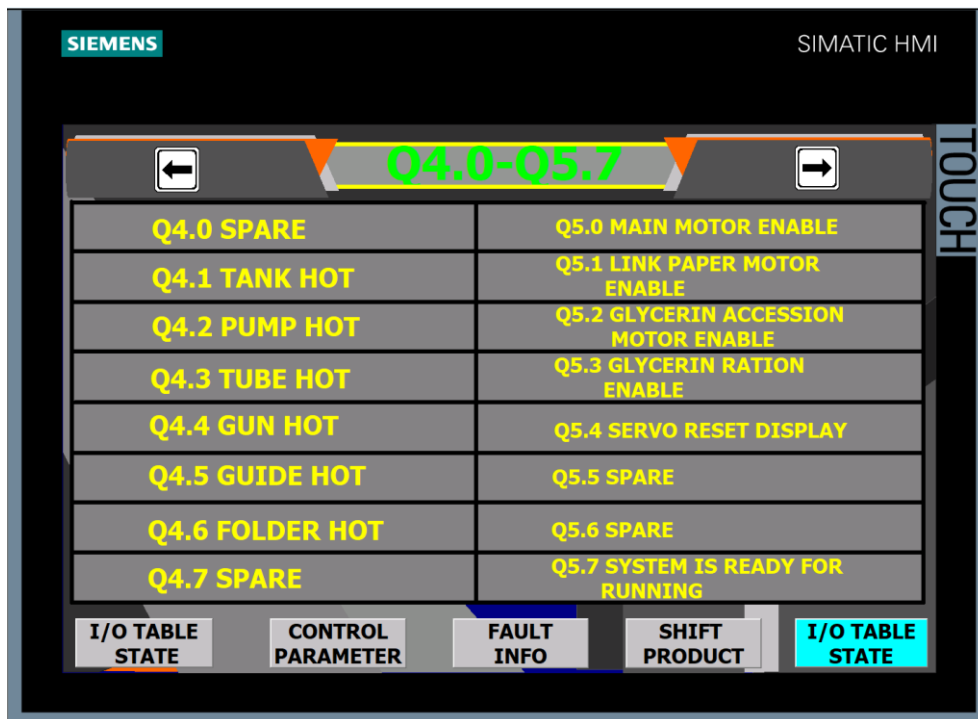 SIEMENS
SIMATIC HMI
TOUCH
Q4.0-Q5.7
Q4.0 SPARE
Q5.0 MAIN MOTOR ENABLE
Q4.1 TANK HOT
Q5.1 LINK PAPER MOTOR
ENABLE
Q4.2 PUMP HOT
Q5.2 GLYCERIN ACCESSION
MOTOR ENABLE
Q4.3 TUBE HOT
Q5.3 GLYCERIN RATION
ENABLE
Q4.4 GUN HOT
Q5.4 SERVO RESET DISPLAY
Q4.5 GUIDE HOT
Q5.5 SPARE
Q4.6 FOLDER HOT
Q5.6 SPARE
Q4.7 SPARE
Q5.7 SYSTEM IS READY FOR
RUNNING
I/O TABLE
STATE
CONTROL
PARAMETER
FAULT
INFO
SHIFT
PRODUCT
I/O TABLE
STATE